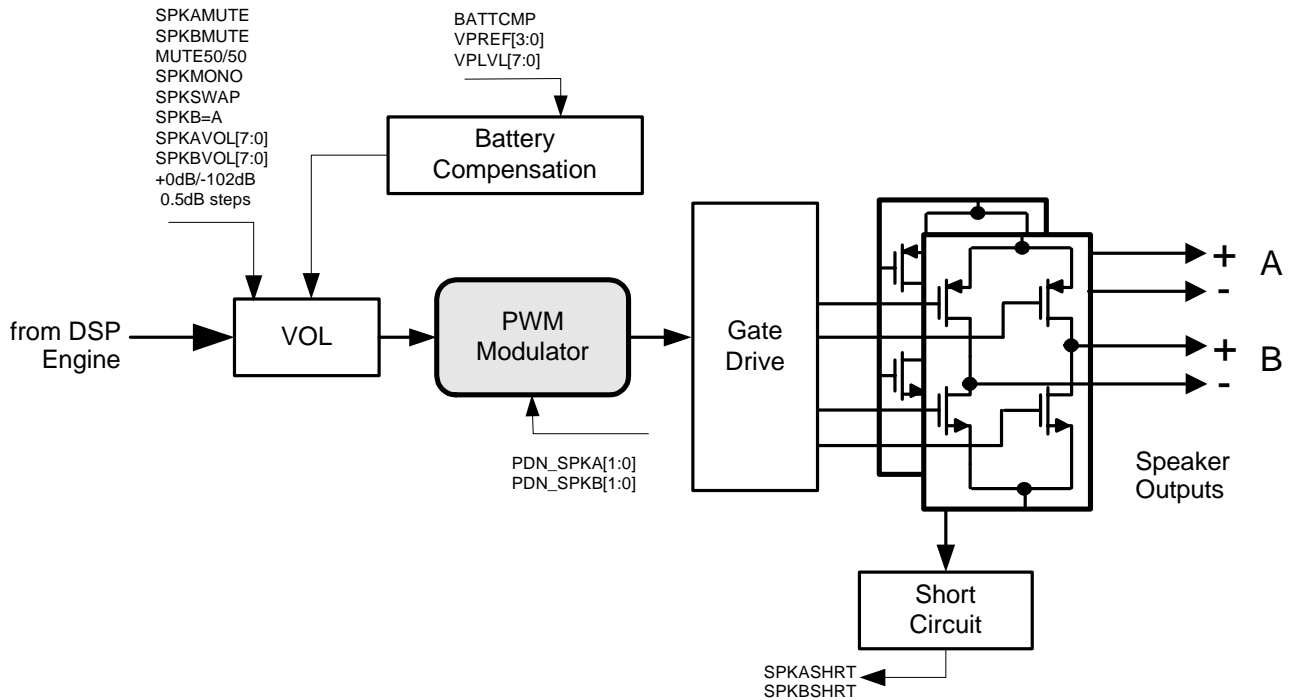 SPKAMUTE
SPKBMUTE
MUTE50/50
SPKMONO
SPKSWAP
SPKB=A
SPKAVOL[7:0]
SPKBVOL[7:0]
+0dB/-102dB
0.5dB steps
BATTCMP
VPREF[3:0]
VPLVL[7:0]
Battery
Compensation
from DSP
Engine
VOL
PWM
Modulator
PDN_SPKA[1:0]
PDN_SPKB[1:0]
Gate
Drive
+
A
-
+
B
-
Speaker
Outputs
Short
Circuit
SPKASHRT
SPKBSHRT